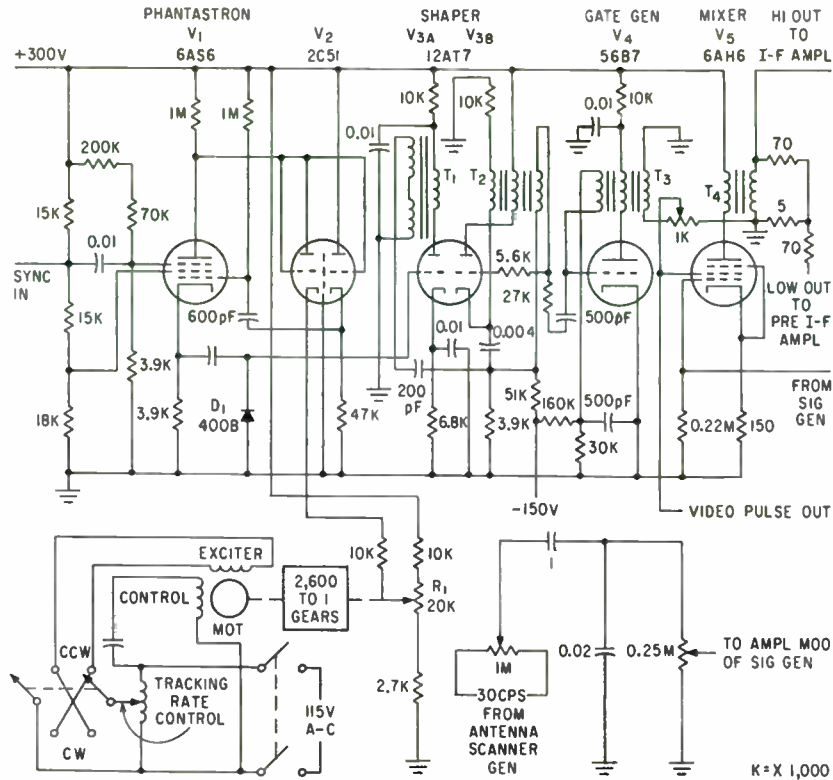 PHANTASTRON
V1
6AS6
V2
2C51
SHAPER
V3A V3B
12AT7
GATE GEN
V4
56B7
MIXER
V5
6AH6
HI OUT
TO
I-F AMPL
+300V
1M
1M
10K
10K
0.01
10K
0.01
200K
70
15K
70K
T1
T2
T3
T4
5
1K
70
0.01
SYNC
IN
5.6K
27K
LOW OUT
TO
PRE I-F
AMPL
15K
600pF
500pF
0.01
0.004
3.9K
200
pF
51K
160K
500pF
FROM
SIG
GEN
18K
3.9K
D1
400B
47K
6.8K
3.9K
30K
0.22M
150
-150V
VIDEO PULSE OUT
EXCITER
10K
10K
CONTROL
MOT
2,600
TO 1
GEARS
R1
20K
1
CCW
TRACKING
RATE
CONTROL
CW
115V
A-C
2.7K
1M
30CPS
FROM
ANTENNA
SCANNER
GEN
0.02
0.25M
TO AMPL MOD
OF SIG GEN
K=X 1,000